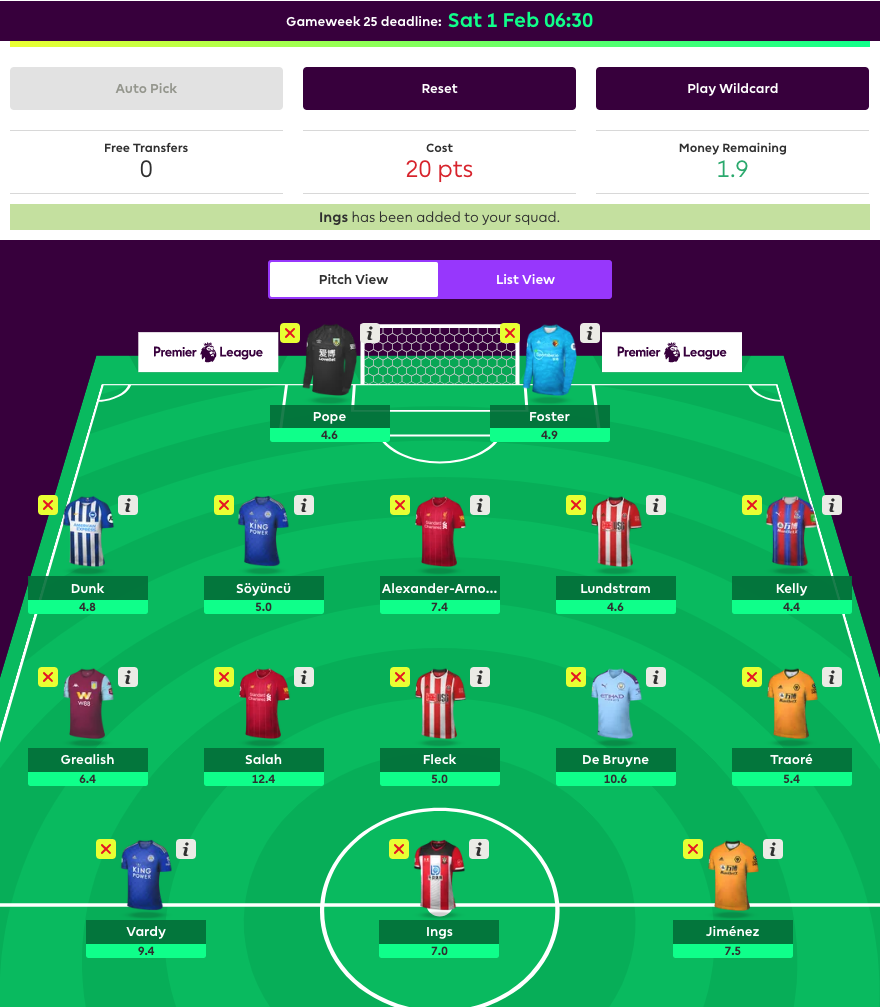 Gameweek 25 deadline: Sat 1 Feb 06:30
Auto Pick
Reset
Play Wildcard
Free Transfers
Cost
Money Remaining
0
20 pts
1.9
Ings has been added to your squad.
Pitch View
List View
Premier League
Premier League
Pope
Foster
4.6
4.9
KING POWER
Dunk
Söyüncü
Alexander-Arno...
Lundstram
Kelly
4.8
5.0
7.4
4.6
4.4
Grealish
Salah
Fleck
De Bruyne
Traoré
6.4
12.4
5.0
10.6
5.4
KING POWER
Vardy
Ings
Jiménez
9.4
7.0
7.5